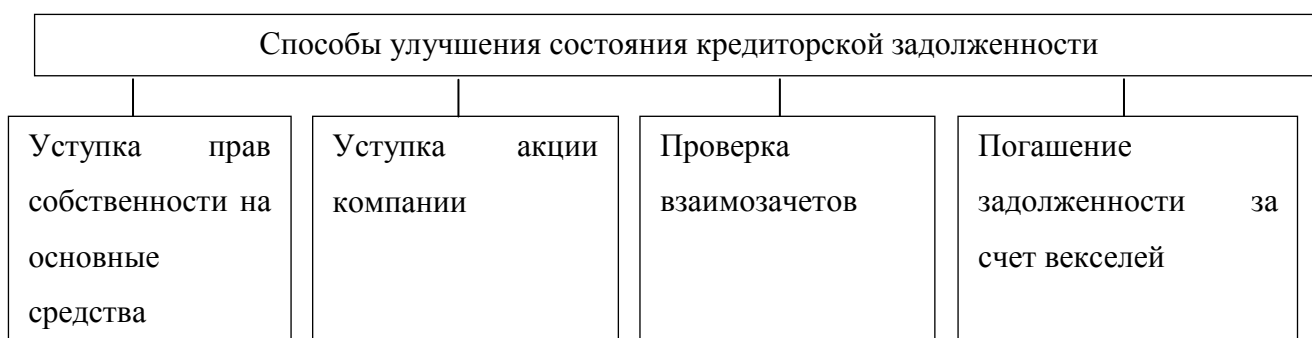 Способы улучшения состояния кредиторской задолженности
Уступка прав
собственности на
основные
средства
Уступка акции
компании
Проверка
взаимозачетов
Погашение
задолженности за
счет векселей